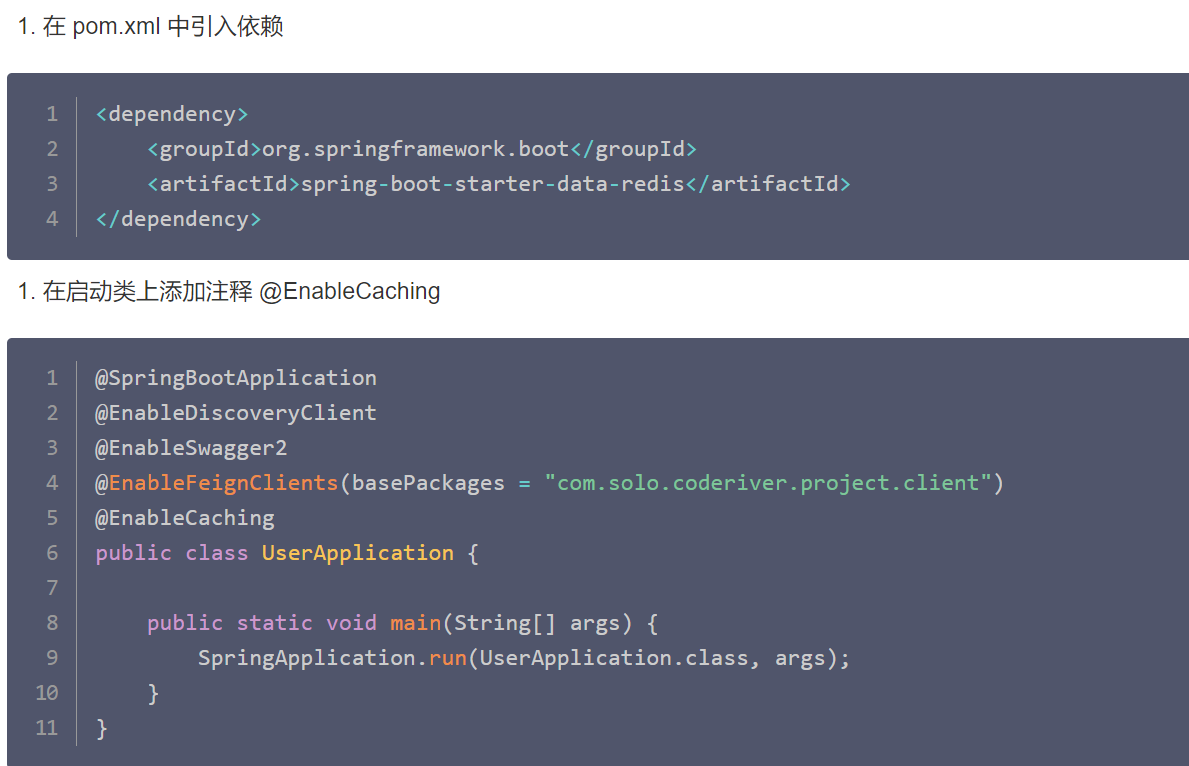 1. 在 pom.xml 中引入依赖
1 <dependency>
2     <groupId>org.springframework.boot</groupId>
3     <artifactId>spring-boot-starter-data-redis</artifactId>
4 </dependency>
1. 在启动类上添加注释 @EnableCaching
1 @SpringBootApplication
2 @EnableDiscoveryClient
3 @EnableSwagger2
4 @EnableFeignClients(basePackages = "com.solo.coderiver.project.client")
5 @EnableCaching
6 public class UserApplication {
7
8     public static void main(String[] args) {
9         SpringApplication.run(UserApplication.class, args);
10     }
11 }